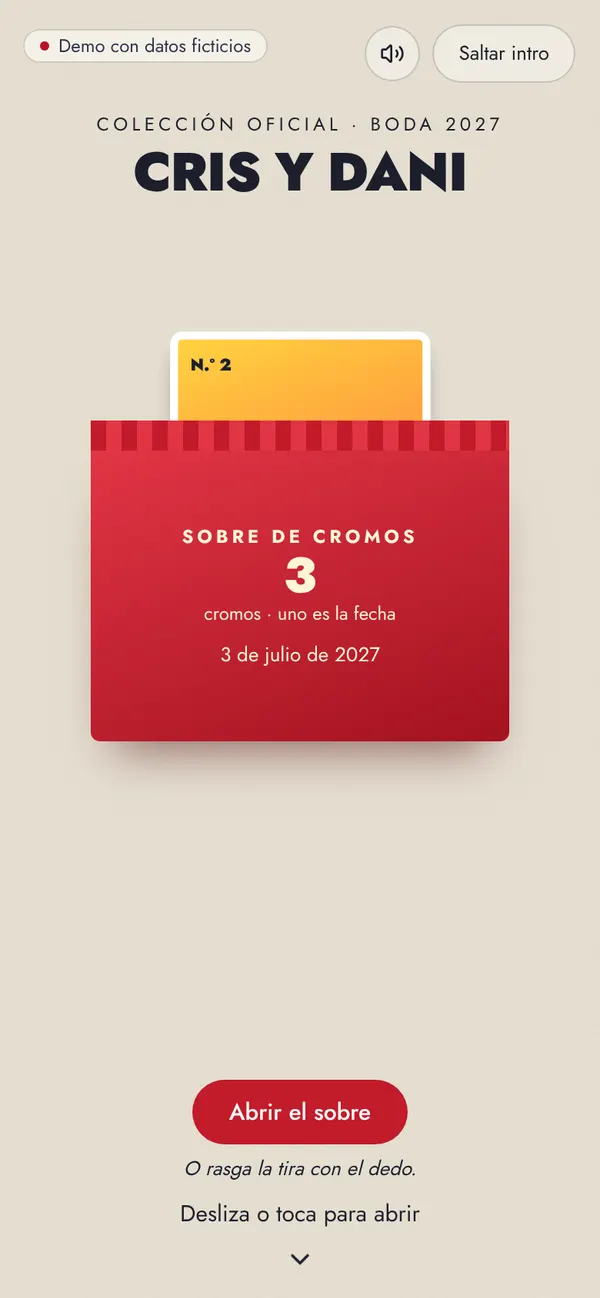 Demo con datos ficticios
Saltar intro
COLECCIÓN OFICIAL · BODA 2027
CRIS Y DANI
N.º 2
SOBRE DE CROMOS
3
cromos · uno es la fecha
3 de julio de 2027
Abrir el sobre
O rasga la tira con el dedo.
Desliza o toca para abrir